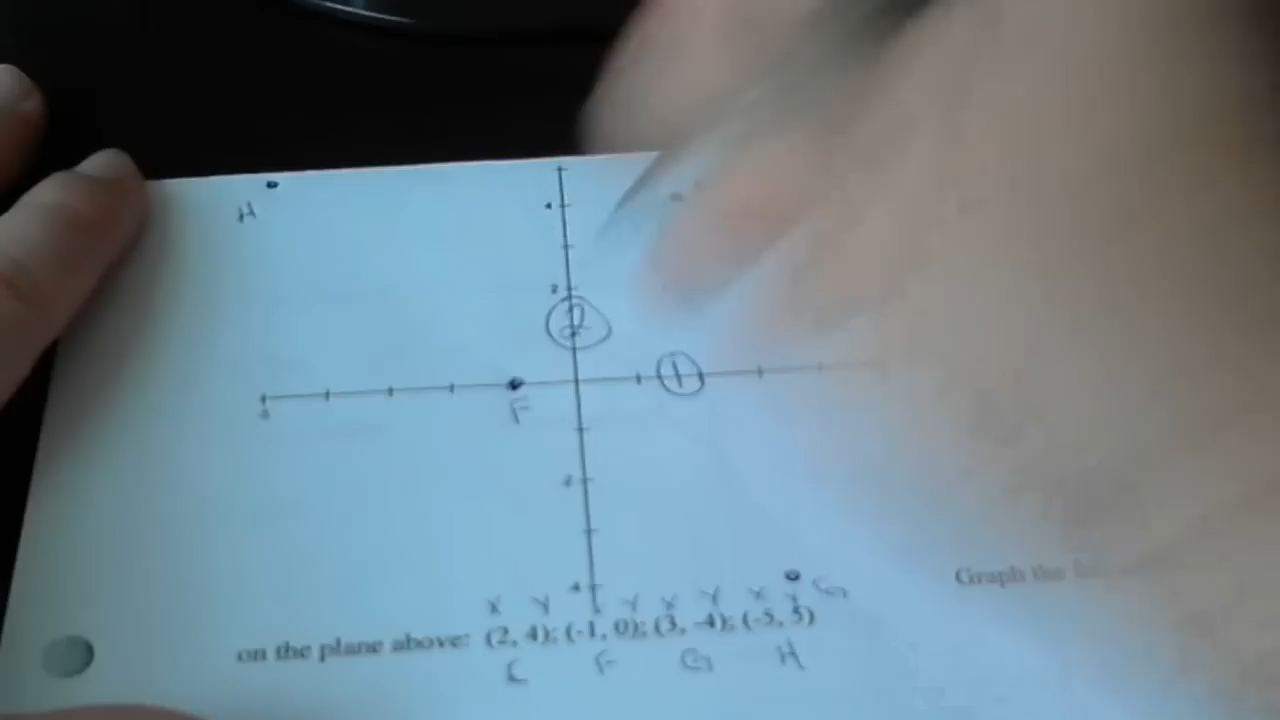 H
4
2
2
1
F
-2
-4
G
Graph the
X Y Y X Y X Y
on the plane above: (2, 4); (-1, 0); (3, -4); (-5, 5)
E F G H